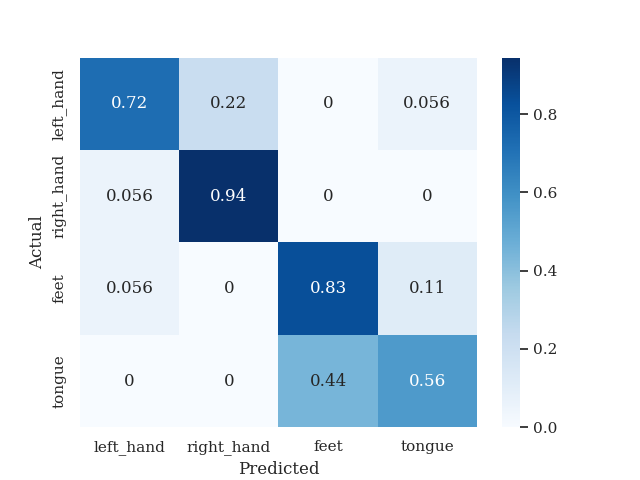 left_hand 0.72 0.22 0 0.056
right_hand 0.056 0.94 0 0
feet 0.056 0 0.83 0.11
tongue 0 0 0.44 0.56
Actual
left_hand right_hand feet tongue
Predicted
0.8
0.6
0.4
0.2
0.0